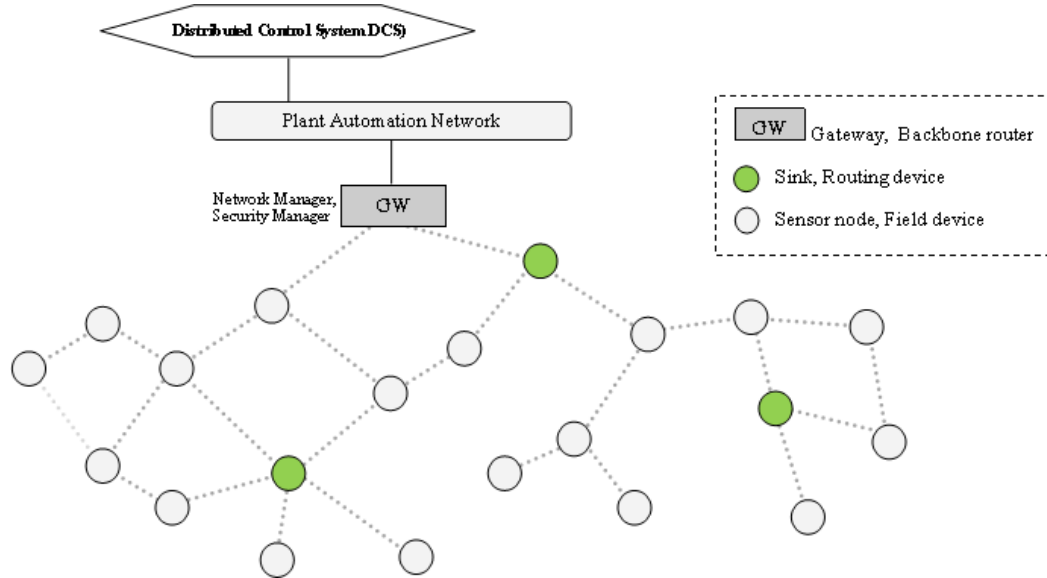 Distributed Control System DCS)
Plant Automation Network
GW
Gateway, Backbone router
Network Manager,
Security Manager
GW
Sink, Routing device
Sensor node, Field device